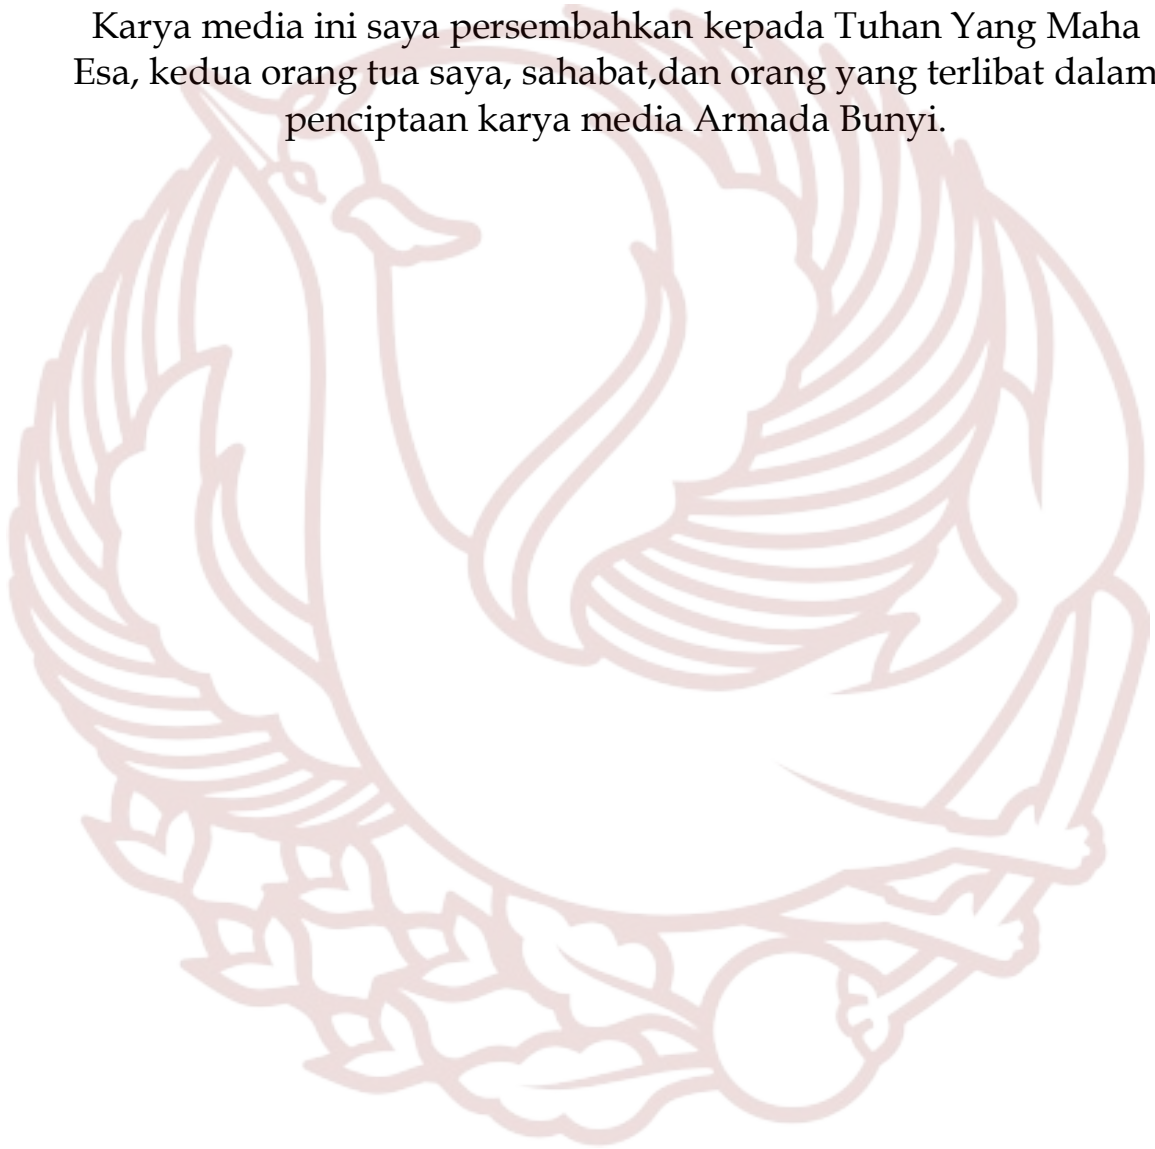 Karya media ini saya persembahkan kepada Tuhan Yang Maha
Esa, kedua orang tua saya, sahabat,dan orang yang terlibat dalam
penciptaan karya media Armada Bunyi.